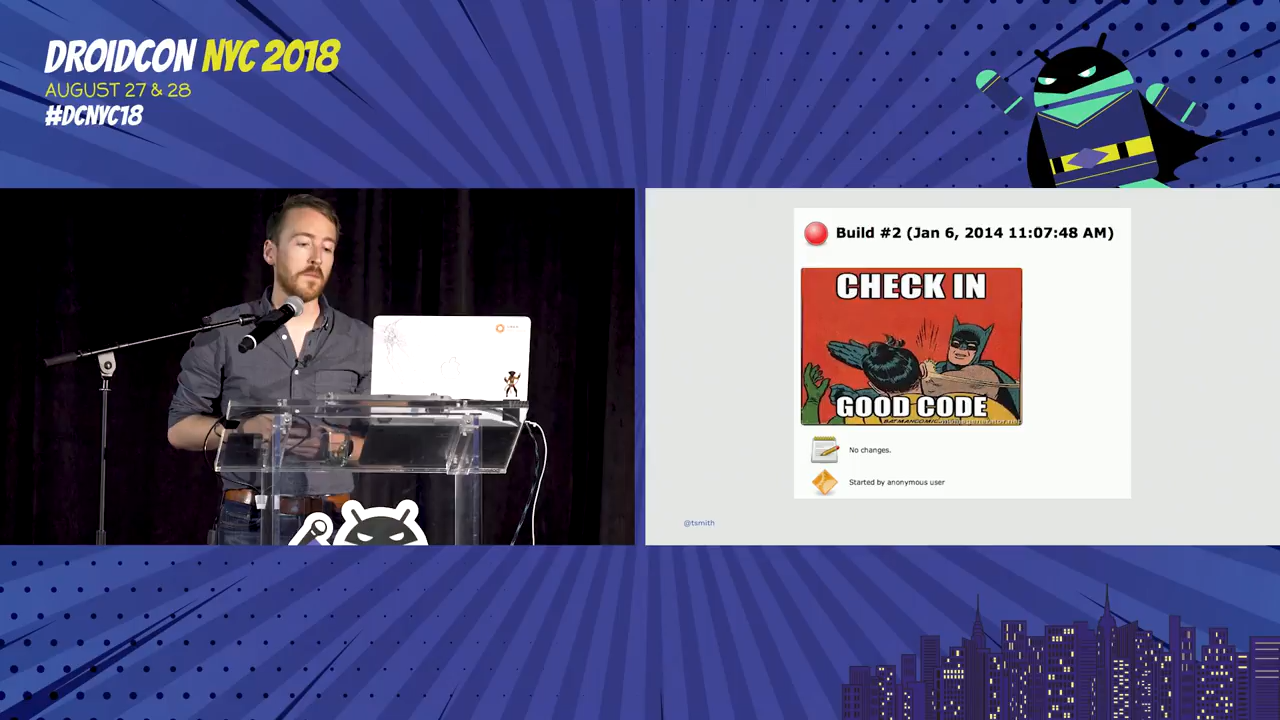 DROIDCON NYC 2018
AUGUST 27 & 28
#DCNYC18
Build #2 (Jan 6, 2014 11:07:48 AM)
CHECK IN
GOOD CODE
No changes.
Started by anonymous user
@tsmith